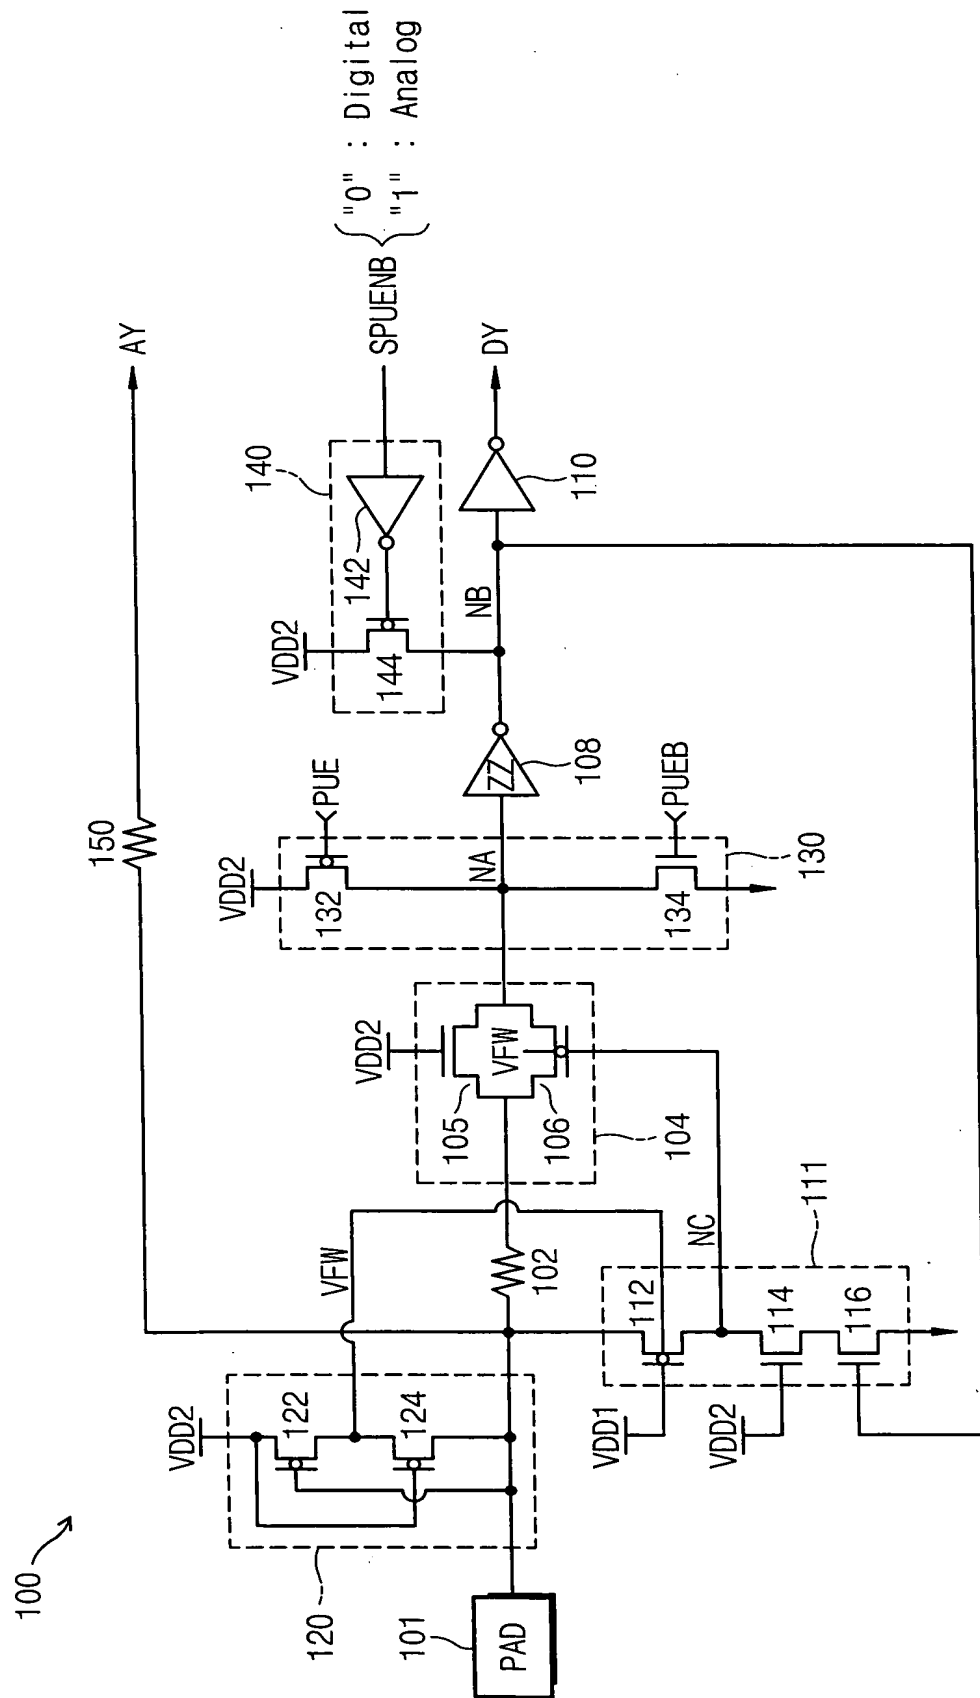 100
"0" : Digital
"1" : Analog
SPUENB
AY
DY
150
140
142
144
VDD2
NB
110
ZZ
108
VDD2
PUE
132
NA
134
PUEB
130
VDD2
105
VFW
106
104
VFW
102
NC
111
112
114
116
VDD1
VDD2
VDD2
122
124
120
101
PAD